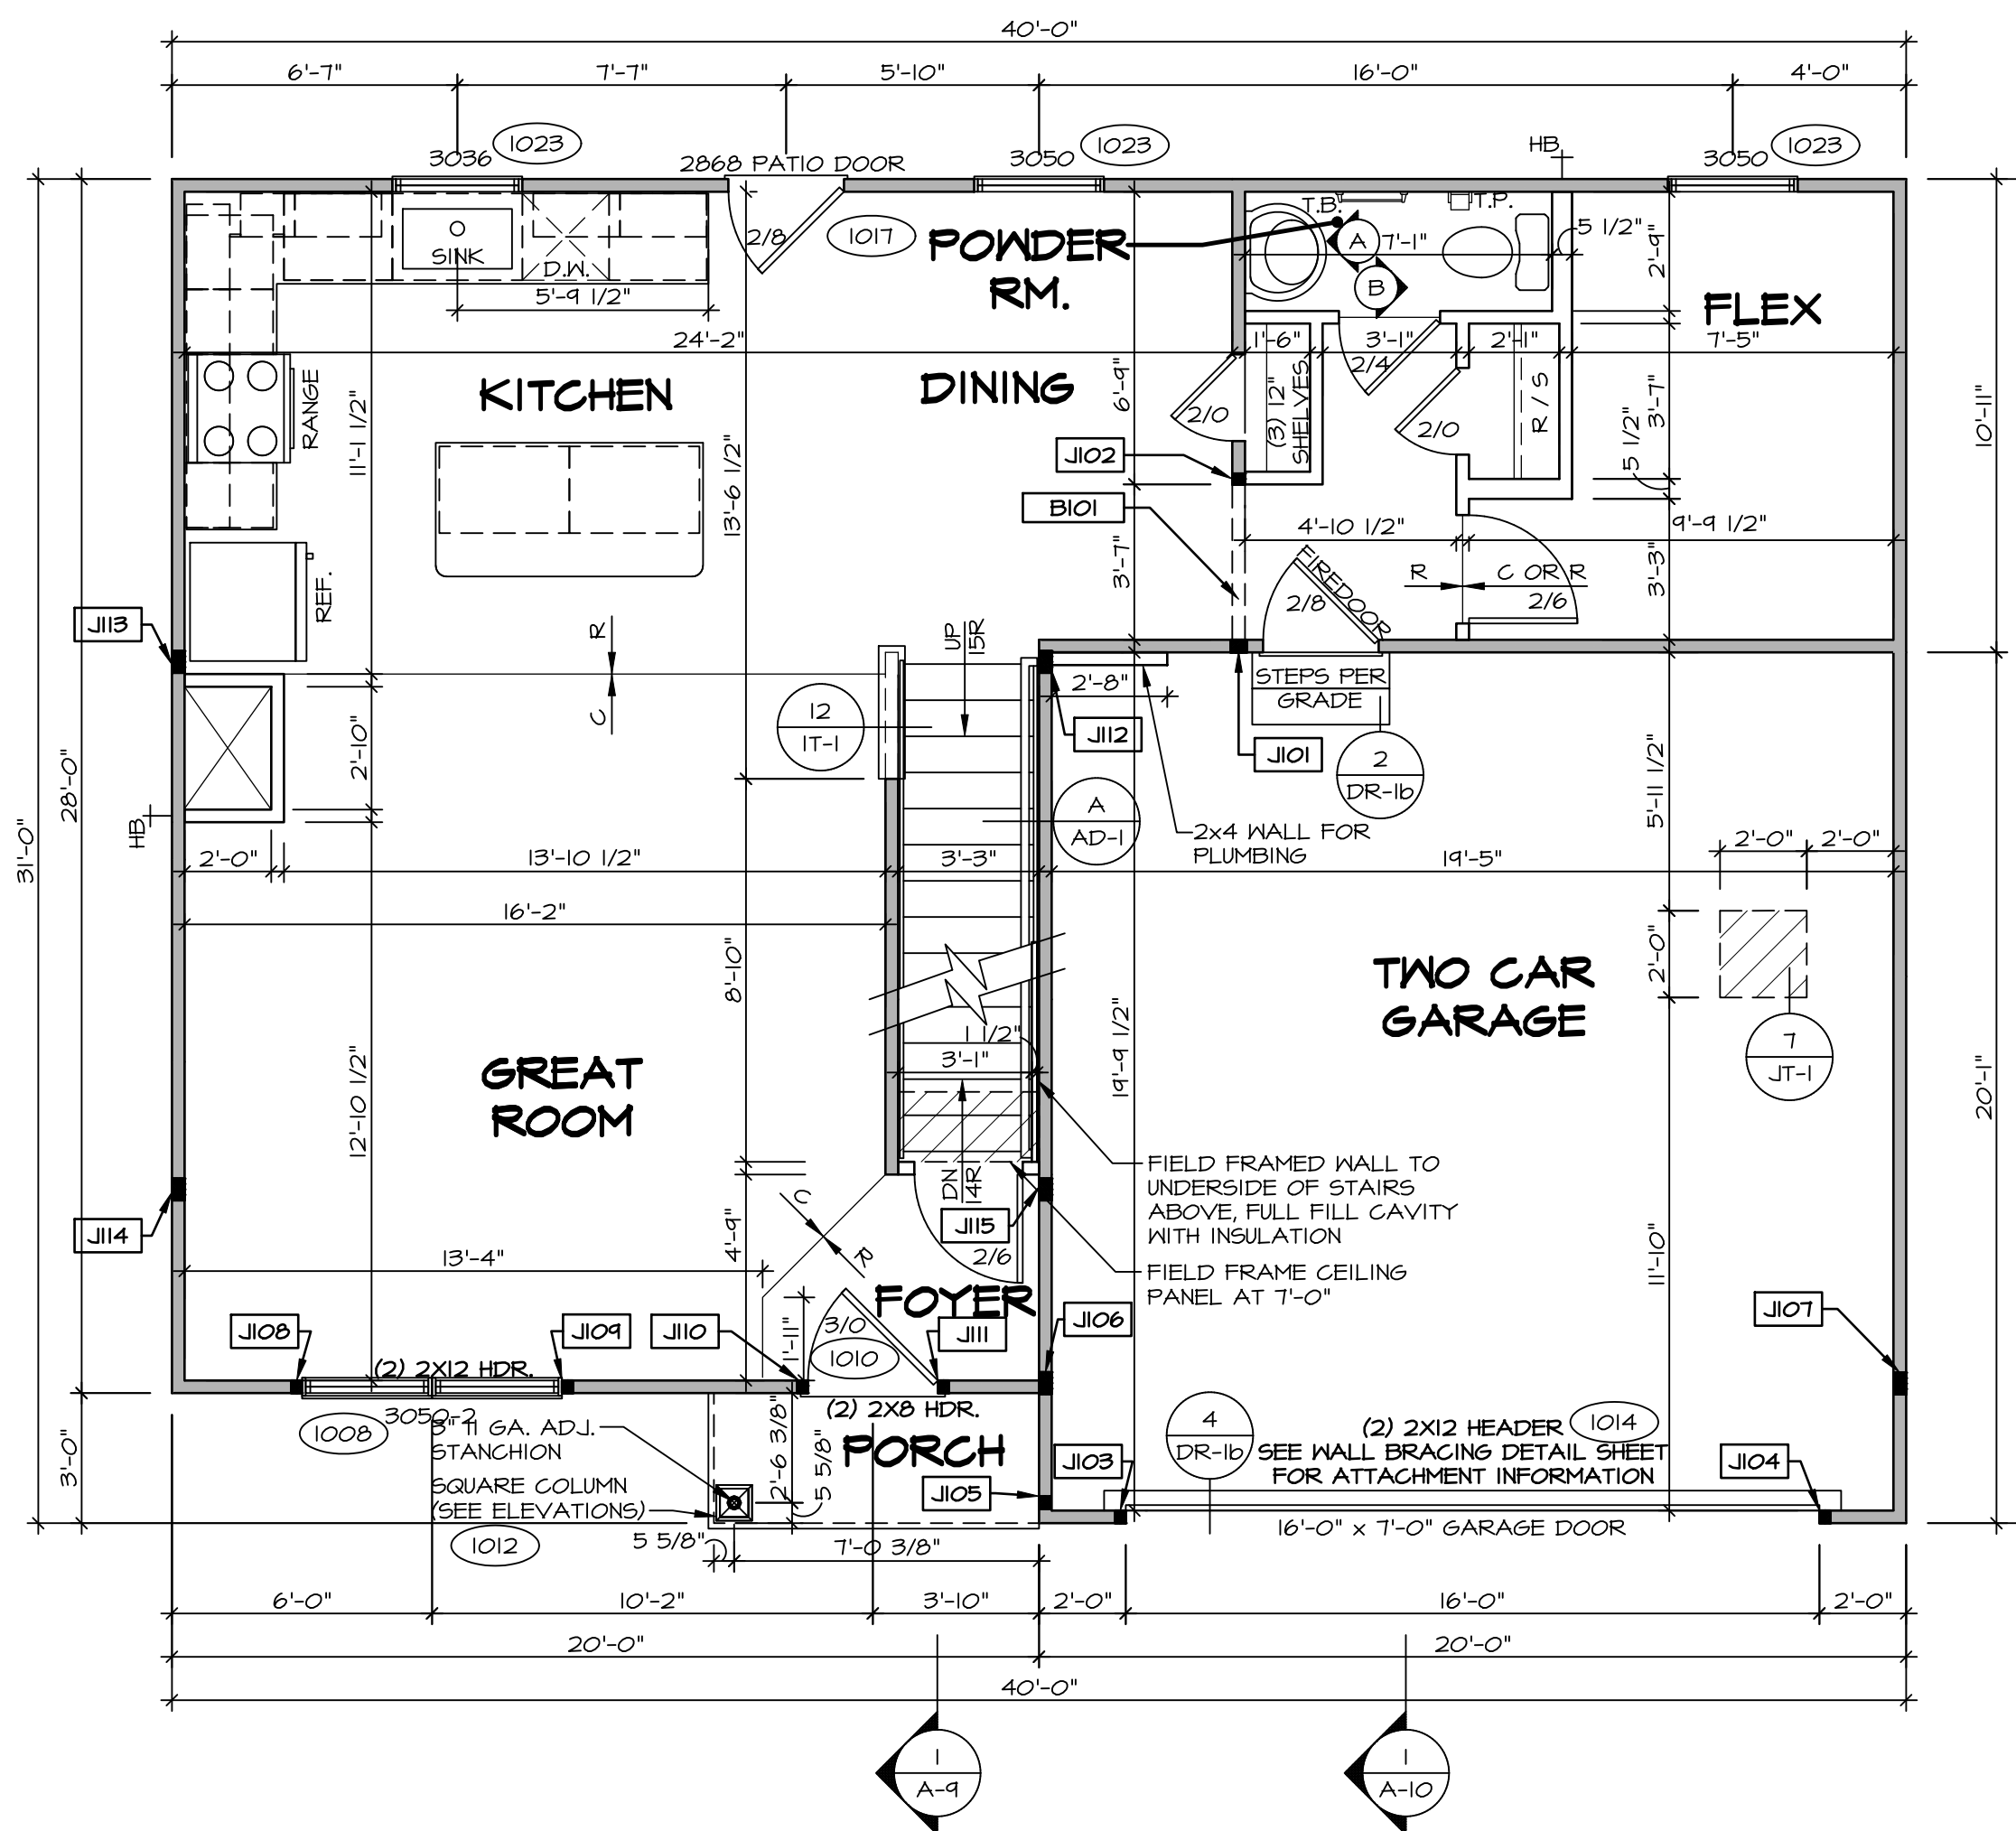 40'-0"
6'-7"
7'-7"
5'-10"
16'-0"
4'-0"
1023
3036
2868 PATIO DOOR
1023
3050
HB
1023
3050
SINK
D.W.
5'-9 1/2"
2/8
1017
POWDER
RM.
T.B.
T.P.
A
7'-1"
B
5 1/2"
2'-9"
FLEX
24'-2"
1'-6"
3'-1"
2'-1"
7'-5"
RANGE
KITCHEN
DINING
11'-1 1/2"
13'-6 1/2"
6'-9"
2/0
(3) 12"
SHELVES
2/4
2/0
R / S
3'-7"
5 1/2"
10'-11"
J102
B101
4'-10 1/2"
9'-9 1/2"
3'-7"
FIREDOOR
2/8
R
C OR R
2/6
3'-3"
REF.
J113
R
C
UP
15R
STEPS PER
GRADE
2'-8"
J112
J101
2
DR-1b
12
1T-1
2'-10"
28'-0"
31'-0"
HB
A
AD-1
2x4 WALL FOR
PLUMBING
5'-11 1/2"
2'-0"
2'-0"
2'-0"
13'-10 1/2"
3'-3"
19'-5"
16'-2"
8'-10"
2'-0"
TWO CAR
GARAGE
7
JT-1
19'-9 1/2"
1 1/2"
3'-1"
GREAT
ROOM
12'-10 1/2"
20'-1"
DN
14R
FIELD FRAMED WALL TO
UNDERSIDE OF STAIRS
ABOVE, FULL FILL CAVITY
WITH INSULATION
FIELD FRAME CEILING
PANEL AT 7'-0"
J114
C
R
4'-9"
J115
2/6
13'-4"
11'-10"
FOYER
J108
J109
J110
1'-11"
3/0
1010
J111
J106
J107
(2) 2X12 HDR.
3050-2
1008
3" 11 GA. ADJ.
STANCHION
SQUARE COLUMN
(SEE ELEVATIONS)
1012
(2) 2X8 HDR.
PORCH
2'-6 3/8"
5 5/8"
J105
J103
4
DR-1b
(2) 2X12 HEADER
1014
SEE WALL BRACING DETAIL SHEET
FOR ATTACHMENT INFORMATION
J104
16'-0" x 7'-0" GARAGE DOOR
3'-0"
5 5/8"
7'-0 3/8"
6'-0"
10'-2"
3'-10"
2'-0"
16'-0"
2'-0"
20'-0"
20'-0"
40'-0"
1
A-9
1
A-10